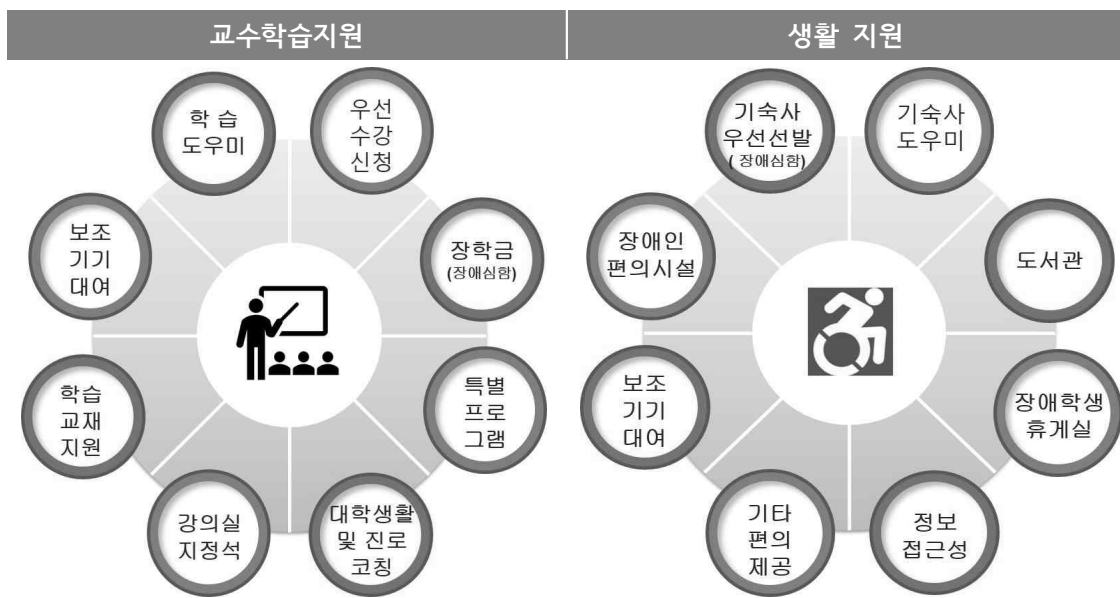 교수학습지원
학 습
도우미
우선
수강
신청
장학금
(장애심함)
특별
프로
그램
대학생활
및 진로
코칭
강의실
지정석
학습
교재
지원
보조
기기
대여
생활 지원
기숙사
우선선발
( 장애심함)
기숙사
도우미
도서관
장애학생
휴게실
정보
접근성
기타
편의
제공
보조
기기
대여
장애인
편의시설